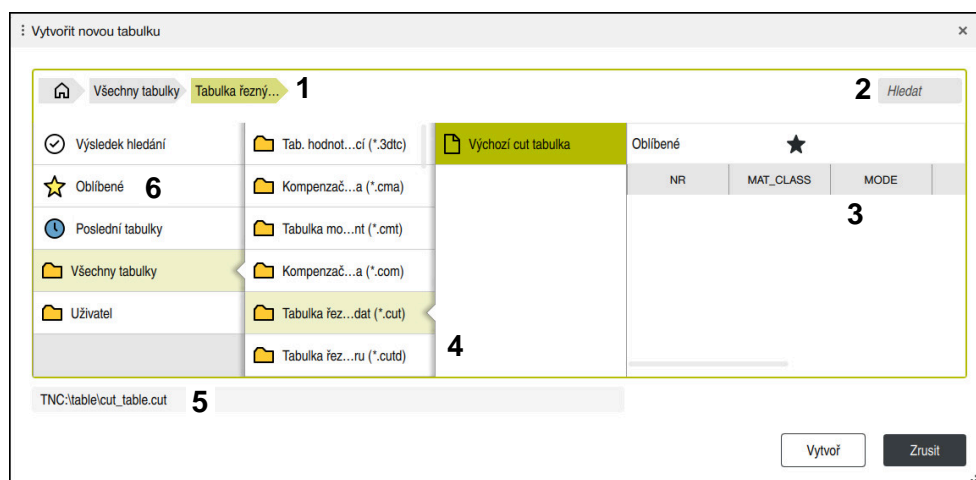 Vytvořit novou tabulku
Všechny tabulky Tabulka řezný... 1 2 Hledat
Výsledek hledání Tab. hodnot...cí (*.3dtc) Výchozí cut tabulka Oblíbené
Oblíbené 6 Kompenzač...a (*.cma) NR MAT_CLASS MODE
3
Poslední tabulky Tabulka mo...nt (*.cmt)
Všechny tabulky Kompenzač...a (*.com)
Uživatel Tabulka řez...dat (*.cut)
4
Tabulka řez...ru (*.cutd)
TNC:\table\cut_table.cut 5
Vytvoř Zrusit